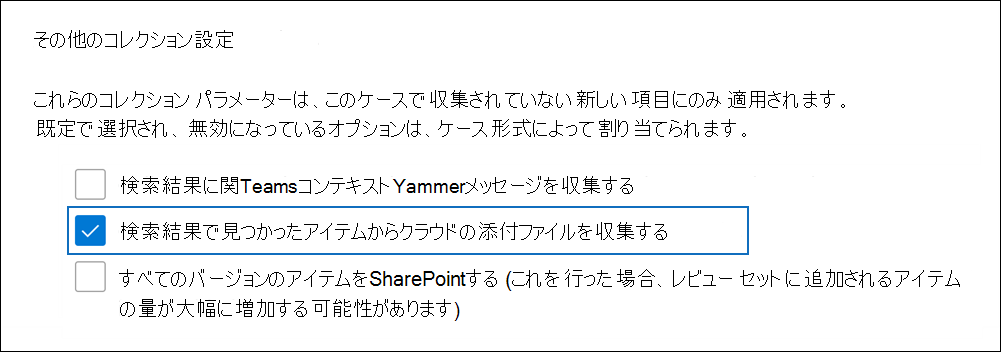 その他のコレクション設定
これらのコレクション パラメーターは、このケースで収集されていない新しい項目にのみ適用されます。
既定で選択され、無効になっているオプションは、ケース形式によって割り当てられます。
検索結果に関Teamsコンテキスト Yammerメッセージを収集する
検索結果で見つかったアイテムからクラウドの添付ファイルを収集する
すべてのバージョンのアイテムをSharePointする (これを行った場合、レビュー セットに追加されるアイテム
の量が大幅に増加する可能性があります)